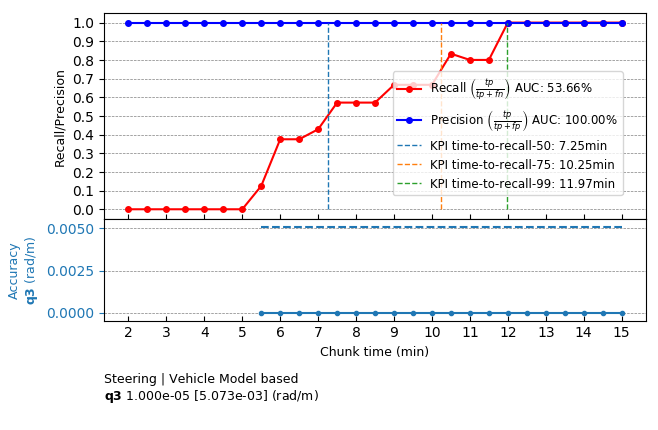 1.0
0.9
0.8
0.7
0.6
0.5
0.4
0.3
0.2
0.1
0.0
Recall/Precision
Recall (tp/tp+fn) AUC: 53.66%
Precision (tp/tp+fp) AUC: 100.00%
KPI time-to-recall-50: 7.25min
KPI time-to-recall-75: 10.25min
KPI time-to-recall-99: 11.97min
0.0050
0.0025
0.0000
Accuracy
q3 (rad/m)
2 3 4 5 6 7 8 9 10 11 12 13 14 15
Chunk time (min)
Steering | Vehicle Model based
q3 1.000e-05 [5.073e-03] (rad/m)